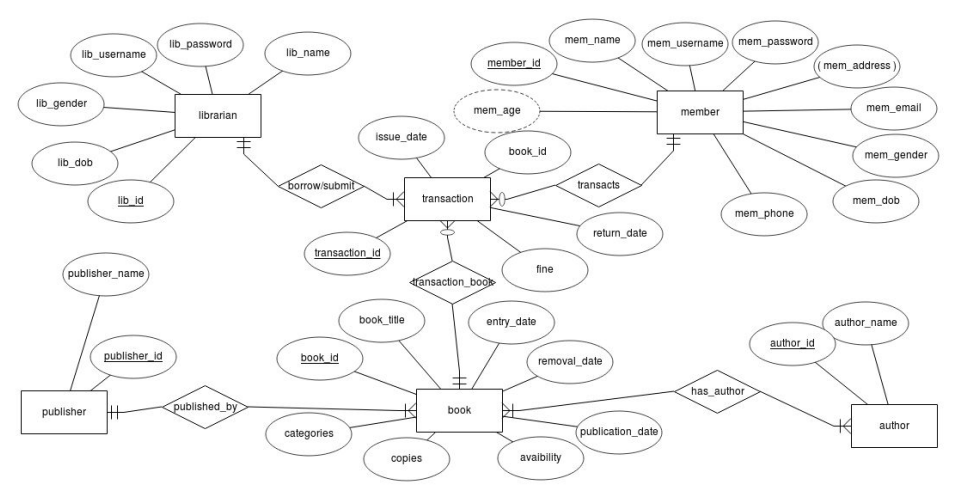 lib_username
lib_password
lib_name
lib_gender
librarian
lib_dob
lib_id
mem_name
mem_username
mem_password
member_id
( mem_address )
mem_age
member
mem_email
mem_gender
mem_dob
mem_phone
issue_date
book_id
borrow/submit
transaction
transacts
return_date
transaction_id
fine
transaction_book
publisher_name
publisher_id
publisher
published_by
book_title
entry_date
book_id
removal_date
book
categories
copies
avaibility
publication_date
has_author
author_name
author_id
author